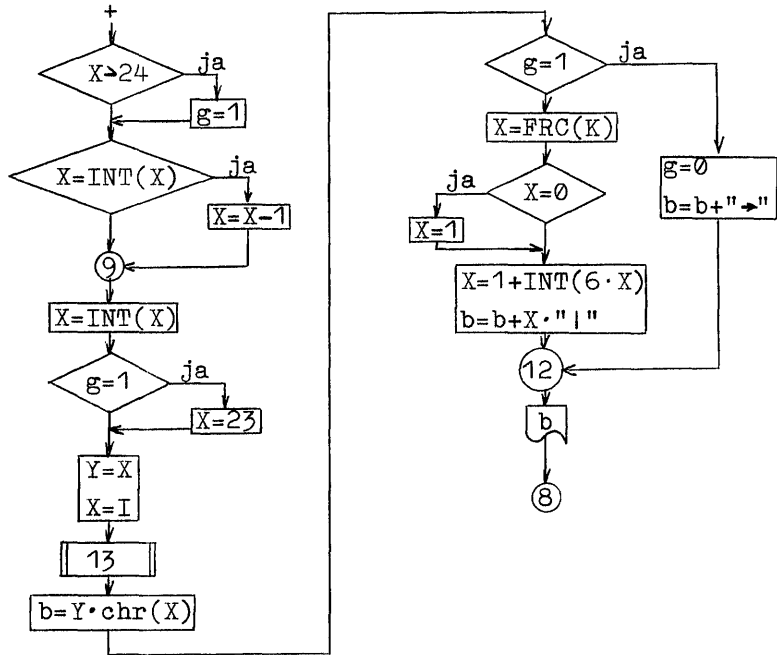 +
X>24
ja
g=1
X=INT(X)
ja
X=X-1
9
X=INT(X)
g=1
ja
X=23
Y=X
X=I
13
b=Y·chr(X)
g=1
ja
X=FRC(K)
g=0
b=b+"→"
X=0
ja
X=1
X=1+INT(6·X)
b=b+X·"|"
12
b
8